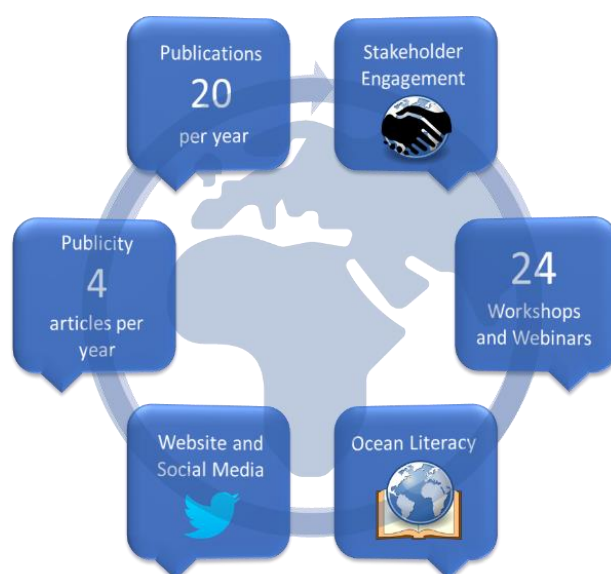 Publications
20
per year
Stakeholder
Engagement
Publicity
4
articles per
year
24
Workshops
and Webinars
Website and
Social Media
Ocean Literacy